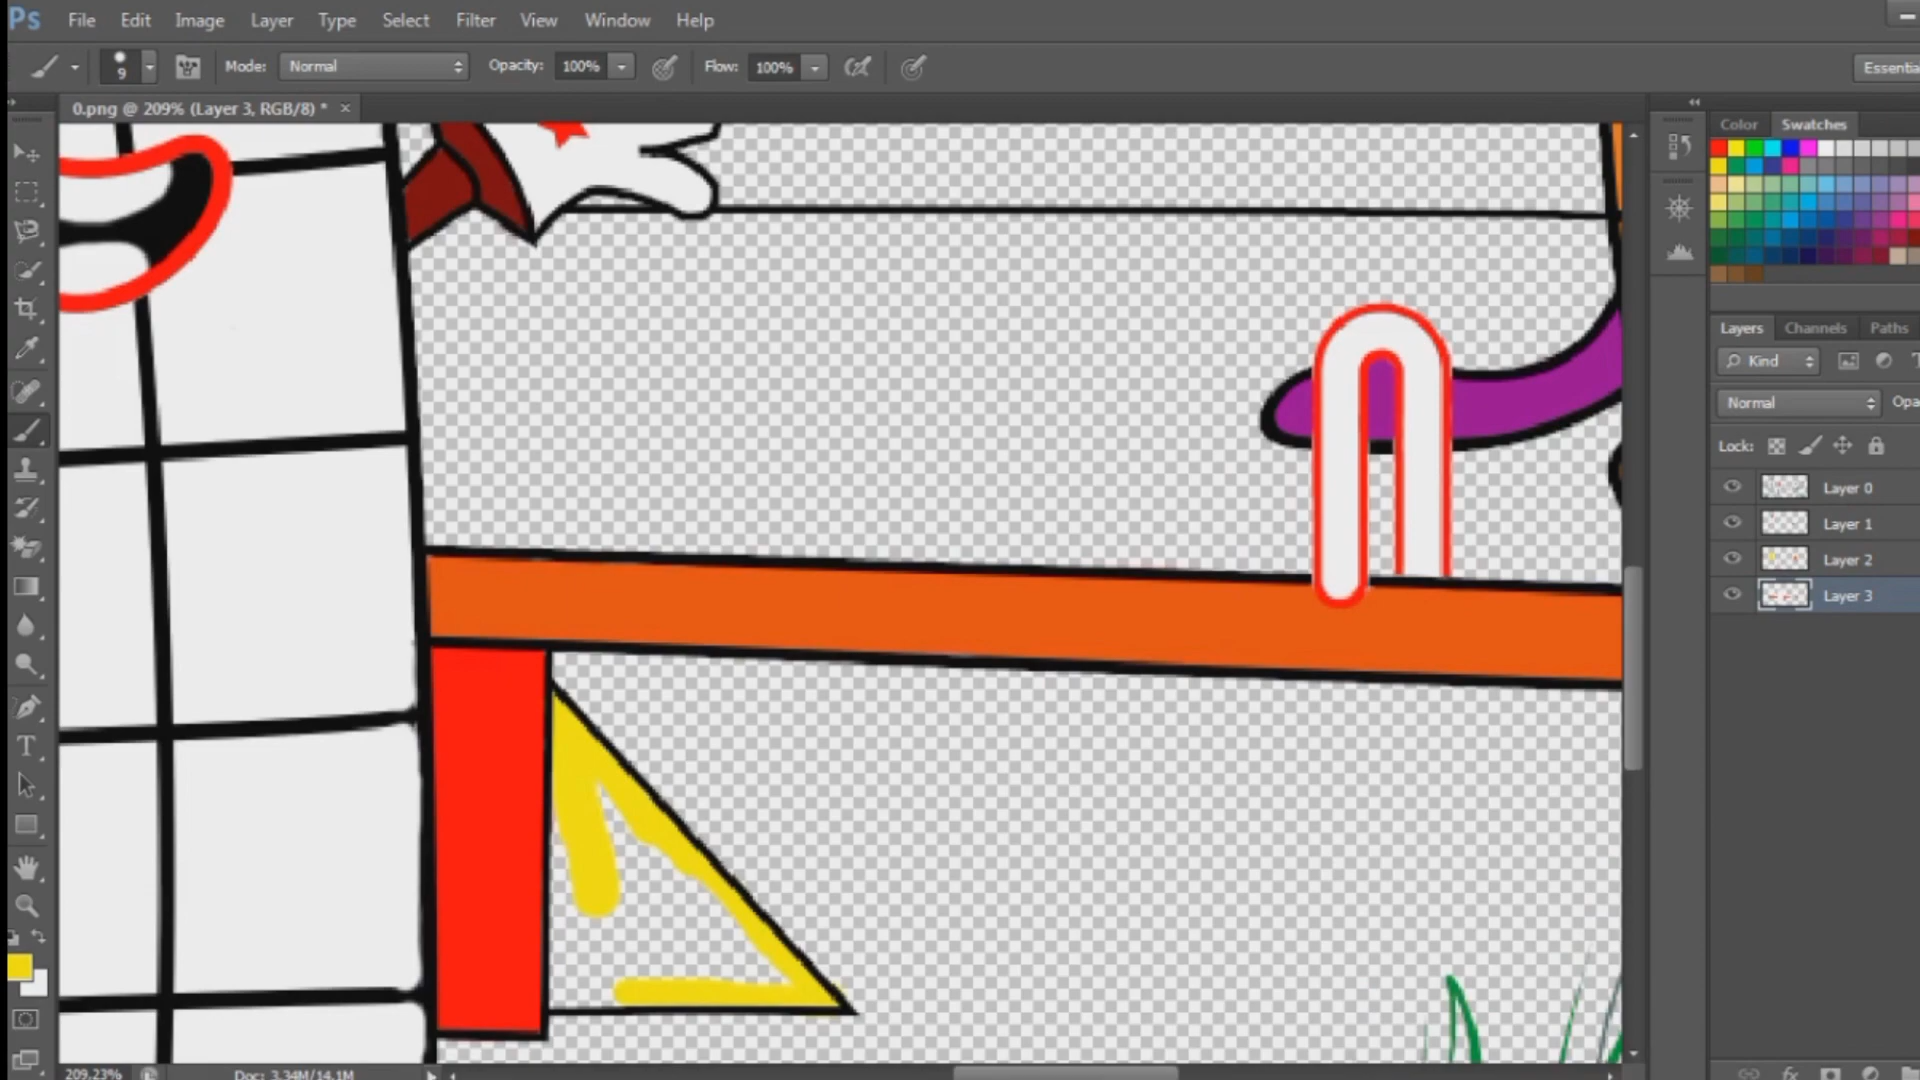 Ps File Edit Image Layer Type Select Filter View Window Help
9 Mode: Normal Opacity: 100% Flow: 100% Essentia
0.png @ 209% (Layer 3, RGB/8) * ×
Color Swatches
Layers Channels Paths
Kind T
Normal Opa
Lock:
Layer 0
Layer 1
Layer 2
Layer 3
T
fx
209.23% Doc: 3.34M/14.1M